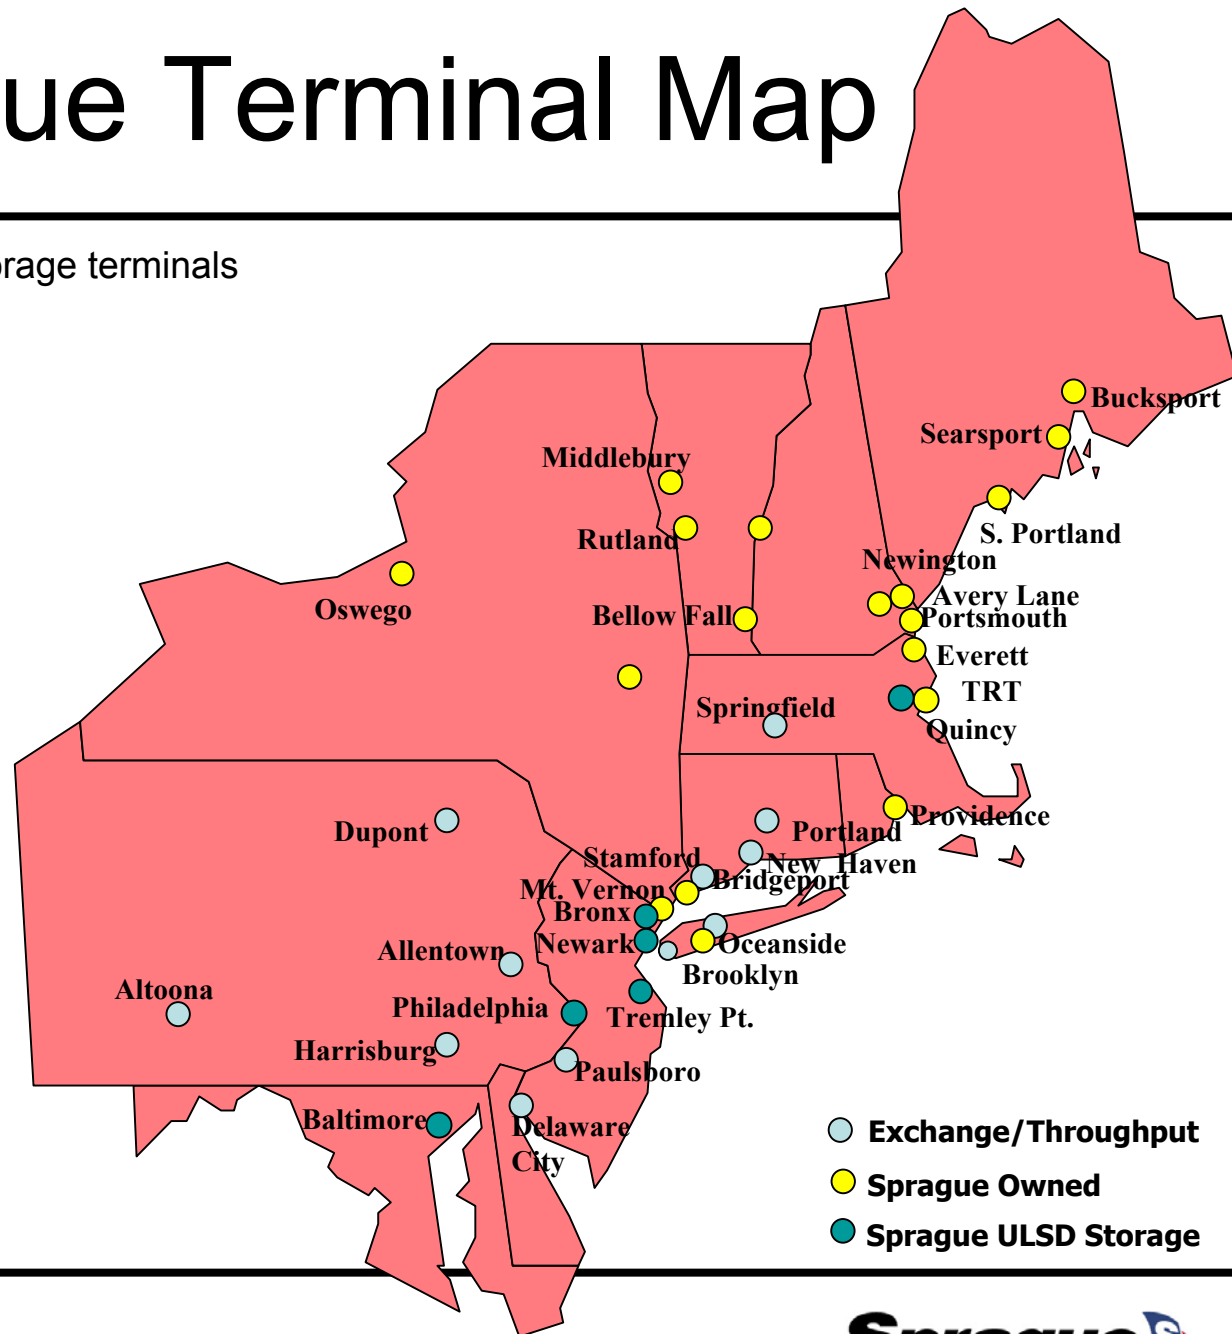 ue Terminal Map
orage terminals
Bucksport
Searsport
Middlebury
S. Portland
Rutland
Newington
Avery Lane
Oswego
Bellow Fall
Portsmouth
Everett
TRT
Springfield
Quincy
Providence
Dupont
Portland
Stamford
New Haven
Bridgeport
Mt. Vernon
Bronx
Newark
Oceanside
Allentown
Brooklyn
Altoona
Philadelphia
Tremley Pt.
Harrisburg
Paulsboro
Baltimore
Delaware
City
Exchange/Throughput
Sprague Owned
Sprague ULSD Storage
Sprague